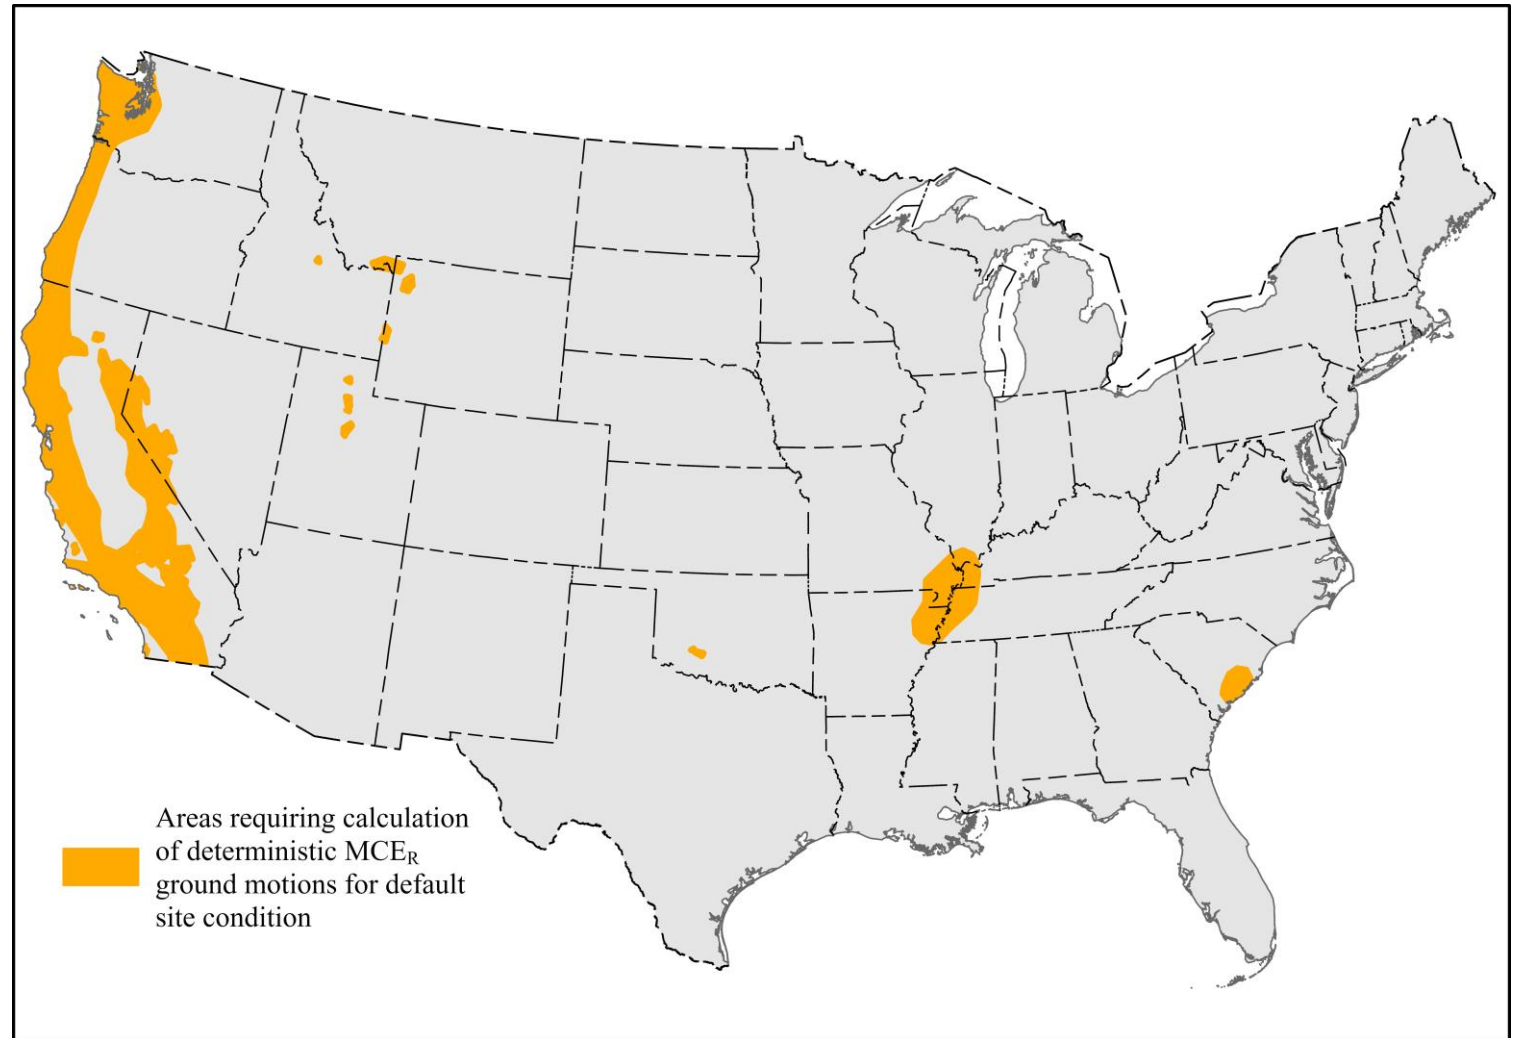 Areas requiring calculation
of deterministic MCER
ground motions for default
site condition